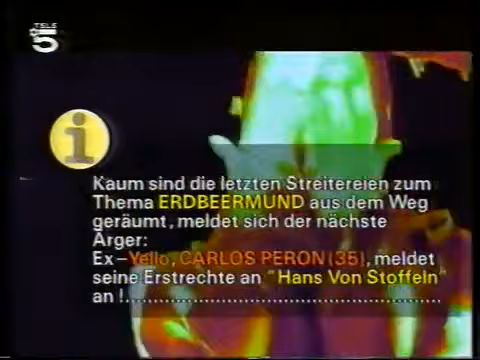 TELE
5
i
Kaum sind die letzten Streitereien zum
Thema ERDBEERMUND aus dem Weg
geräumt, meldet sich der nächste
Ärger:
Ex-Yello, CARLOS PERON (35), meldet
seine Erstrechte an "Hans Von Stoffeln"
an !..............................................